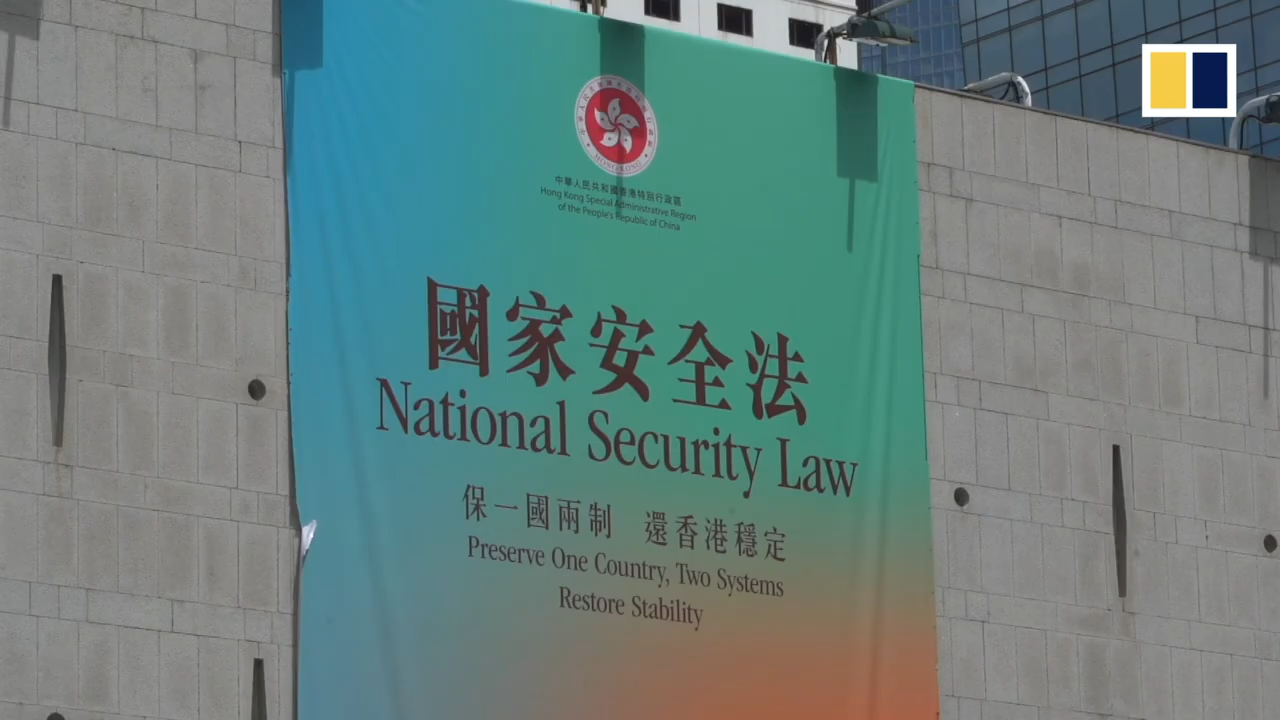 HONG KONG
中華人民共和國香港特別行政區
Hong Kong Special Administrative Region
of the People's Republic of China
國家安全法
National Security Law
保一國兩制 還香港穩定
Preserve One Country, Two Systems
Restore Stability